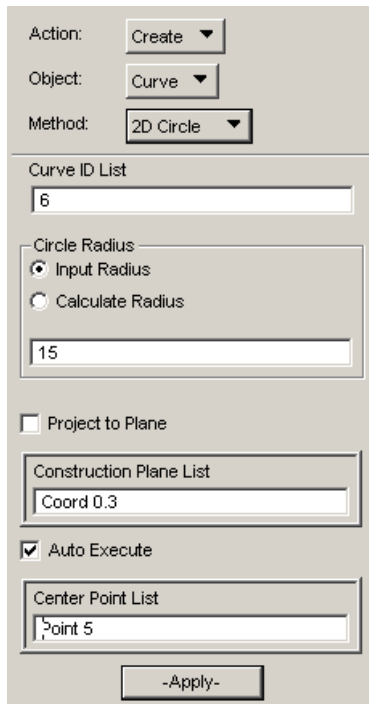 Action: Create
Object: Curve
Method: 2D Circle
Curve ID List
6
Circle Radius
Input Radius
Calculate Radius
15
Project to Plane
Construction Plane List
Coord 0.3
Auto Execute
Center Point List
Point 5
-Apply-